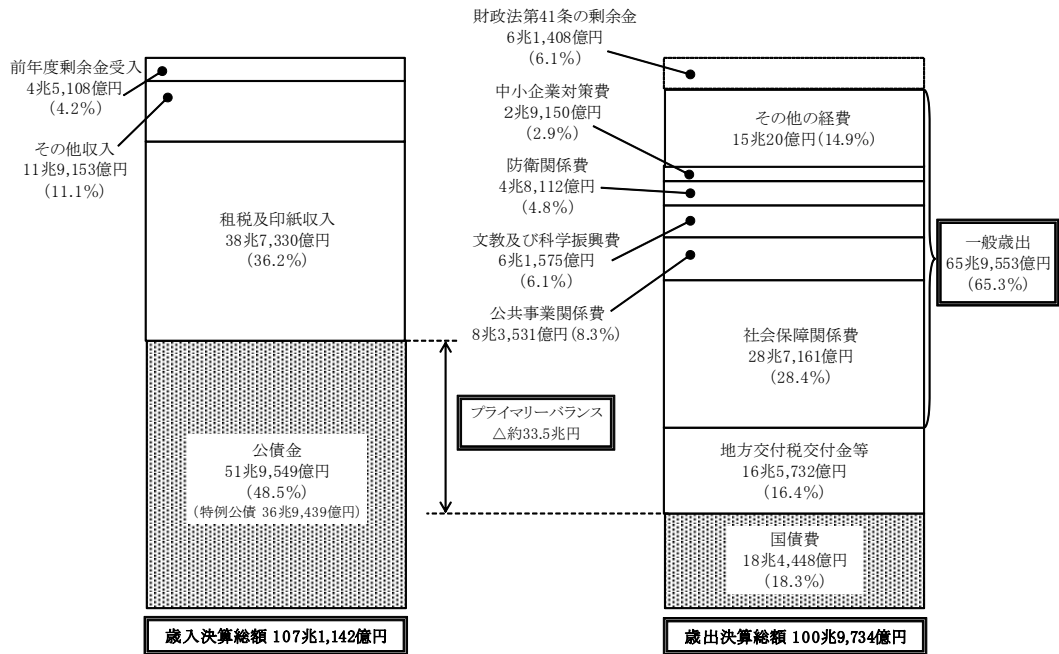 財政法第41条の剰余金
6兆1,408億円
(6.1%)
前年度剰余金受入
4兆5,108億円
(4.2%)
その他収入
11兆9,153億円
(11.1%)
租税及印紙収入
38兆7,330億円
(36.2%)
公債金
51兆9,549億円
(48.5%)
(特例公債 36兆9,439億円)
歳入決算総額 107兆1,142億円
プライマリーバランス
△約33.5兆円
中小企業対策費
2兆9,150億円
(2.9%)
防衛関係費
4兆8,112億円
(4.8%)
文教及び科学振興費
6兆1,575億円
(6.1%)
公共事業関係費
8兆3,531億円(8.3%)
その他の経費
15兆20億円(14.9%)
社会保障関係費
28兆7,161億円
(28.4%)
地方交付税交付金等
16兆5,732億円
(16.4%)
国債費
18兆4,448億円
(18.3%)
歳出決算総額 100兆9,734億円
一般歳出
65兆9,553億円
(65.3%)